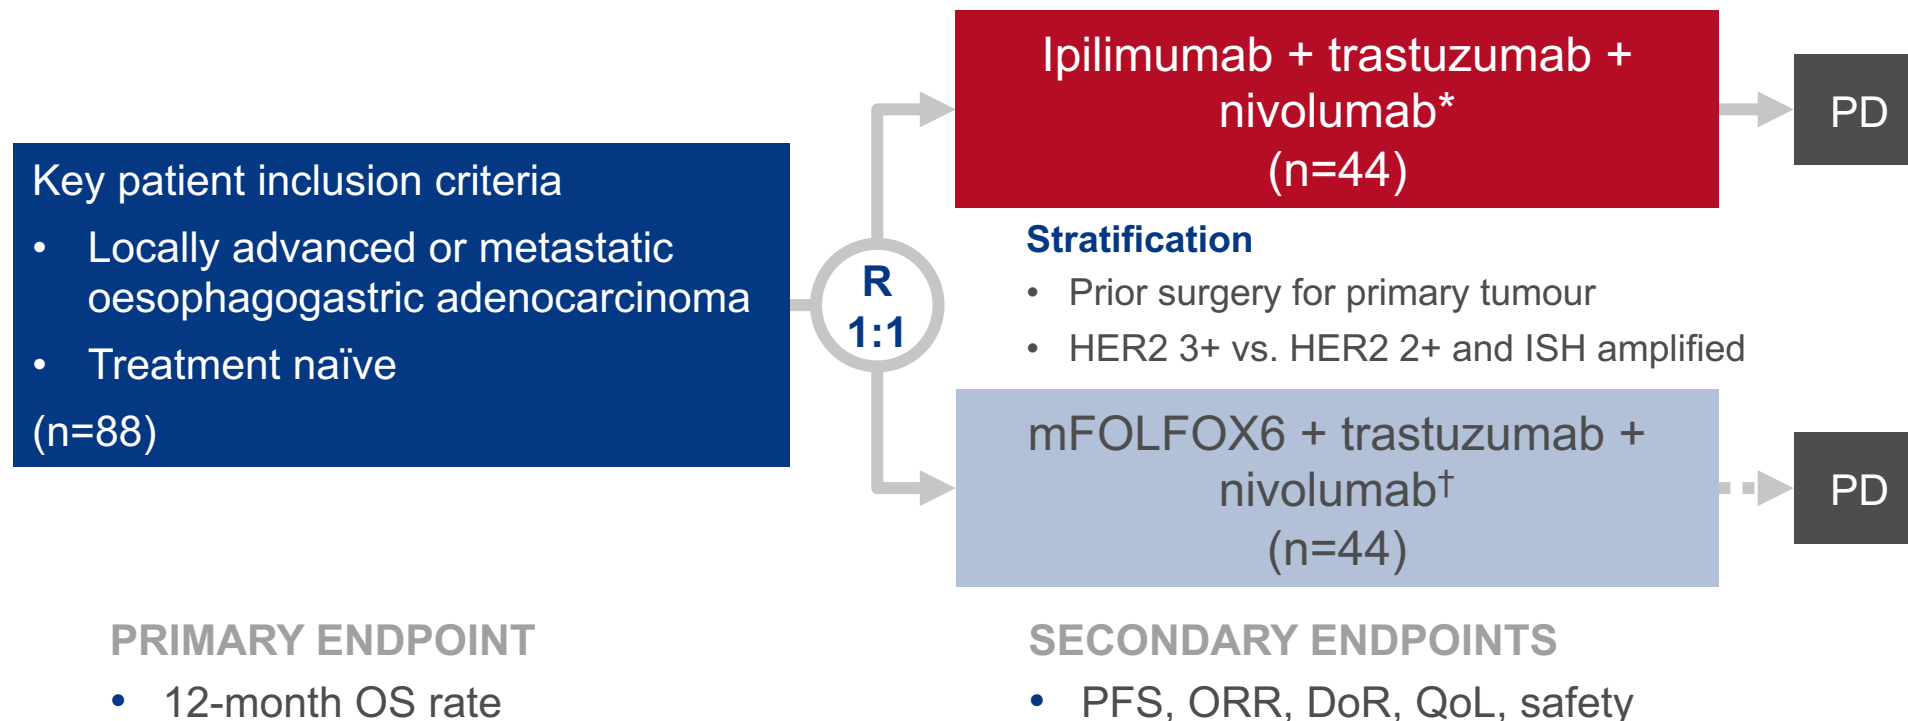 Key patient inclusion criteria
• Locally advanced or metastatic
oesophagogastric adenocarcinoma
• Treatment naïve
(n=88)
R
1:1
Ipilimumab + trastuzumab +
nivolumab*
(n=44)
PD
Stratification
• Prior surgery for primary tumour
• HER2 3+ vs. HER2 2+ and ISH amplified
mFOLFOX6 + trastuzumab +
nivolumab†
(n=44)
PD
PRIMARY ENDPOINT
• 12-month OS rate
SECONDARY ENDPOINTS
• PFS, ORR, DoR, QoL, safety